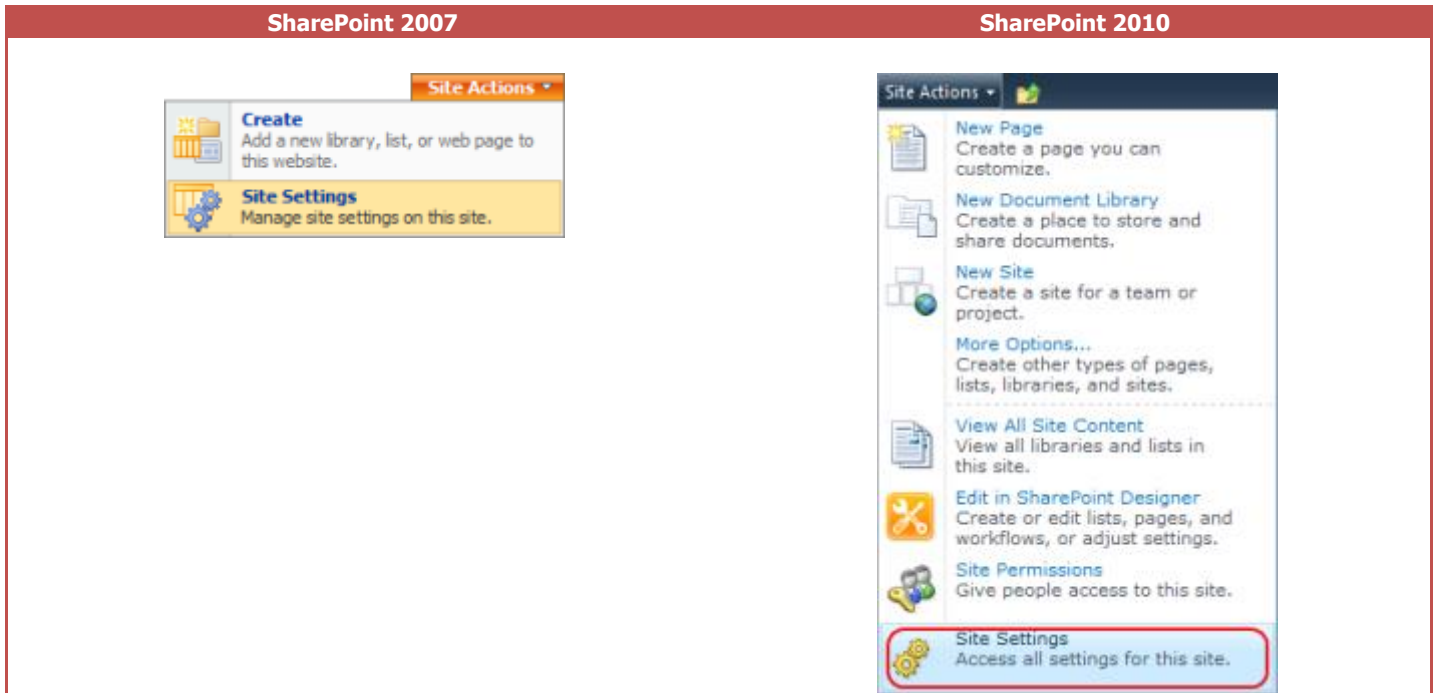 SharePoint 2007
SharePoint 2010
Site Actions
Create
Add a new library, list, or web page to
this website.
Site Settings
Manage site settings on this site.
Site Actions
New Page
Create a page you can
customize.
New Document Library
Create a place to store and
share documents.
New Site
Create a site for a team or
project.
More Options...
Create other types of pages,
lists, libraries, and sites.
View All Site Content
View all libraries and lists in
this site.
Edit in SharePoint Designer
Create or edit lists, pages, and
workflows, or adjust settings.
Site Permissions
Give people access to this site.
Site Settings
Access all settings for this site.